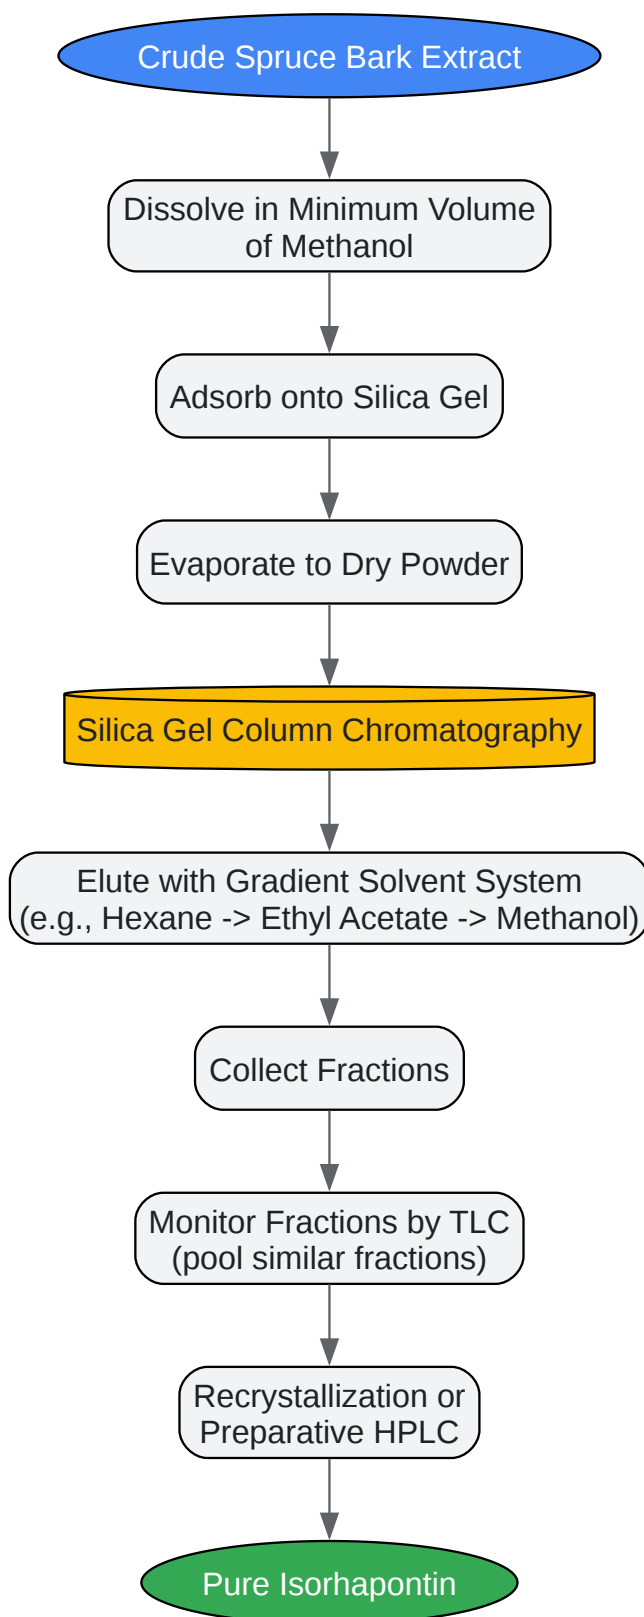 Crude Spruce Bark Extract
Dissolve in Minimum Volume
of Methanol
Adsorb onto Silica Gel
Evaporate to Dry Powder
Silica Gel Column Chromatography
Elute with Gradient Solvent System
(e.g., Hexane -> Ethyl Acetate -> Methanol)
Collect Fractions
Monitor Fractions by TLC
(pool similar fractions)
Recrystallization or
Preparative HPLC
Pure Isorhapontin